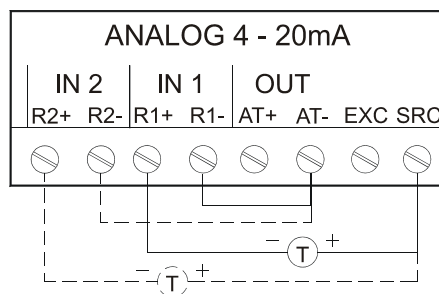 ANALOG 4 - 20mA
IN 2 IN 1 OUT
R2+ R2- R1+ R1- AT+ AT- EXC SRC
- T +
- T +